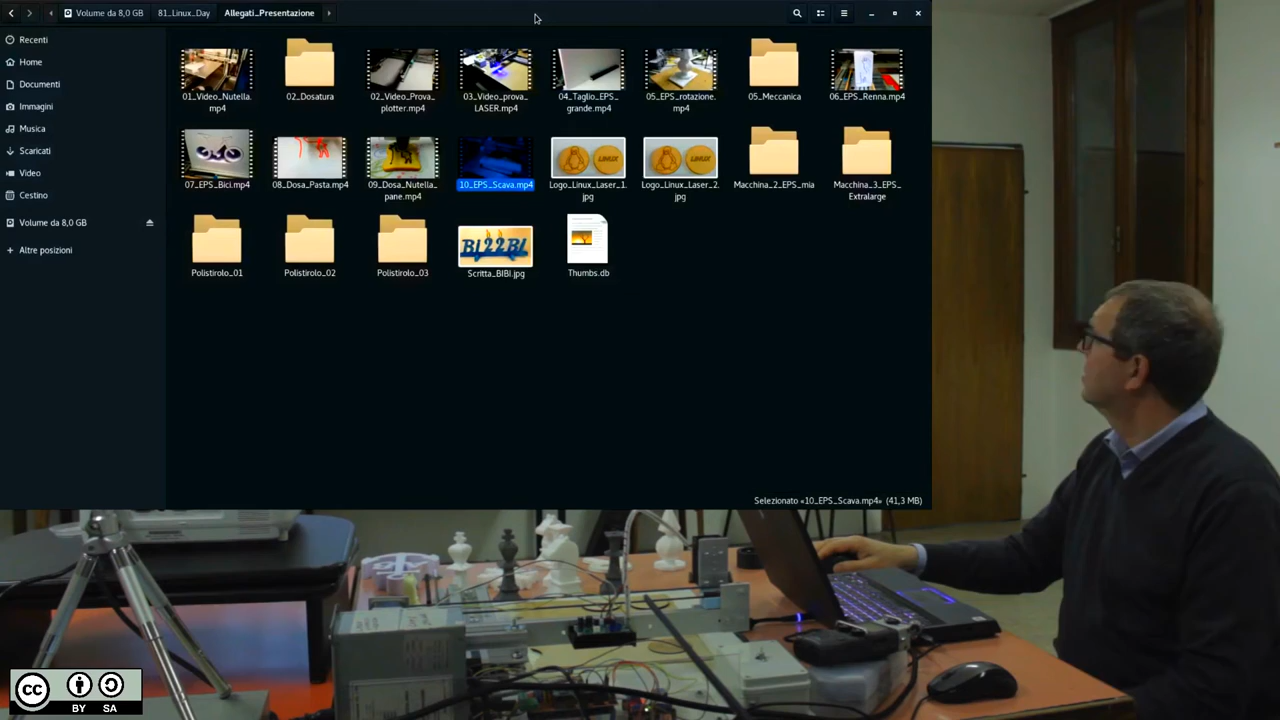 Volume da 8,0 GB
81_Linux_Day
Allegati_Presentazione
Recenti
Home
Documenti
Immagini
Musica
Scaricati
Video
Cestino
Volume da 8,0 GB
+ Altre posizioni
01_Video_Nutella.
mp4
02_Dosatura
02_Video_Prova_
plotter.mp4
03_Video_prova_
LASER.mp4
04_Taglio_EPS_
grande.mp4
05_EPS_rotazione.
mp4
05_Meccanica
06_EPS_Renna.mp4
07_EPS_Bici.mp4
08_Dosa_Pasta.mp4
09_Dosa_Nutella_
pane.mp4
10_EPS_Scava.mp4
LINUX
Logo_Linux_Laser_1.
jpg
LINUX
Logo_Linux_Laser_2.
jpg
Macchina_2_EPS_mia
Macchina_3_EPS_
Extralarge
Polistirolo_01
Polistirolo_02
Polistirolo_03
Scritta_BIBI.jpg
Thumbs.db
Selezionato «10_EPS_Scava.mp4» (41,3 MB)
CC
BY SA